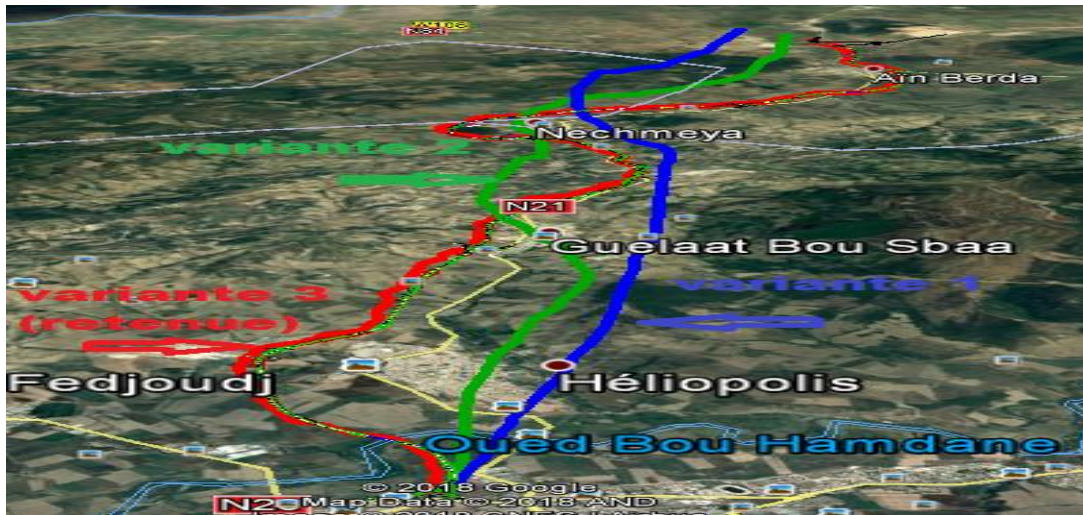 Aïn Berda
Nechmeya
variante 2
N21
Guelaat Bou Sbaa
variante 3
(retenue)
variante 1
Fedjoudj
Héliopolis
Oued Bou Hamdane
© 2018 Google
Map Data © 2018 AND